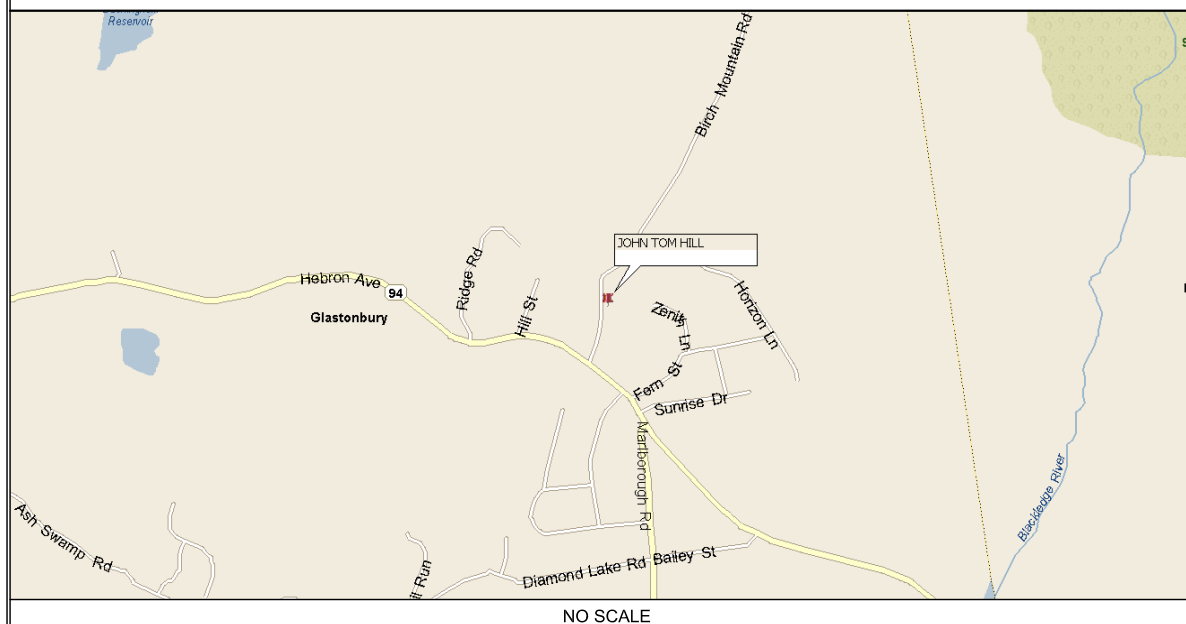 Reservoir
Birch Mountain Rd
JOHN TOM HILL
Ridge Rd
Hebron Ave
94
Hill St
Glastonbury
Zenith Ln
Horizon Ln
Fern St
Sunrise Dr
Marlborough Rd
Ash Swamp Rd
Run
Diamond Lake Rd
Bailey St
Blackledge River
NO SCALE